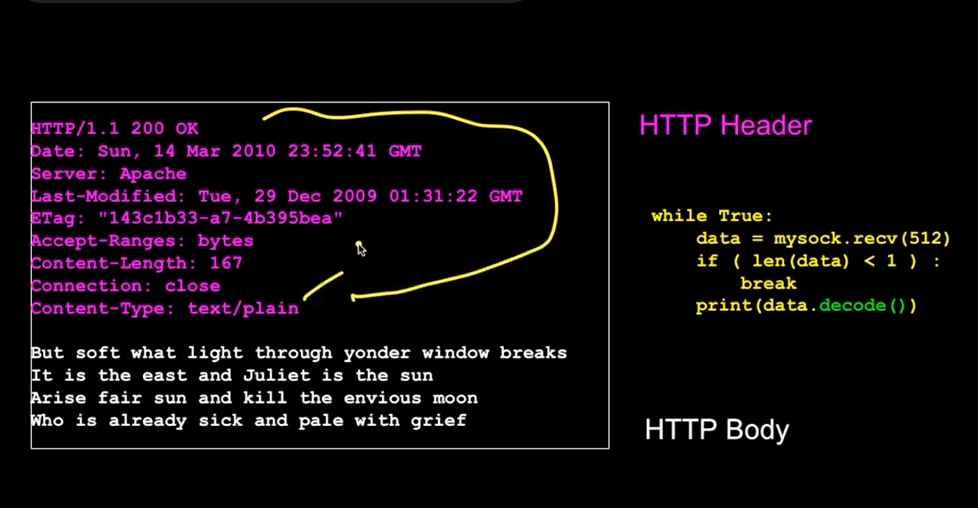 HTTP/1.1 200 OK
Date: Sun, 14 Mar 2010 23:52:41 GMT
Server: Apache
Last-Modified: Tue, 29 Dec 2009 01:31:22 GMT
ETag: "143c1b33-a7-4b395bea"
Accept-Ranges: bytes
Content-Length: 167
Connection: close
Content-Type: text/plain
But soft what light through yonder window breaks
It is the east and Juliet is the sun
Arise fair sun and kill the envious moon
Who is already sick and pale with grief
HTTP Header
while True:
    data = mysock.recv(512)
    if ( len(data) < 1 ) :
        break
    print(data.decode())
HTTP Body